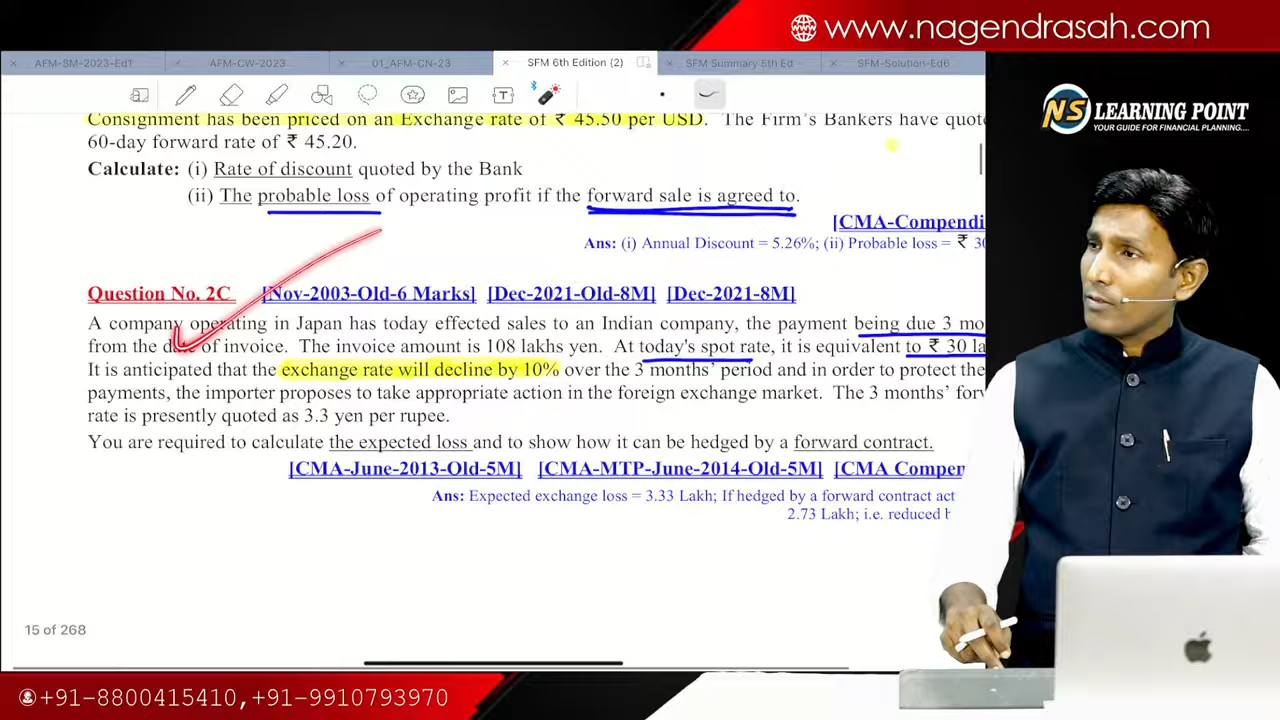 www.nagendrasah.com
AFM-SM-2023-Ed1
AFM-CW-2023
01_AFM-CN-23
SFM 6th Edition (2)
SFM Summary 5th Ed
SFM-Solution-Ed6
NS LEARNING POINT
YOUR GUIDE FOR FINANCIAL PLANNING....
Consignment has been priced on an Exchange rate of ₹ 45.50 per USD. The Firm's Bankers have quot
60-day forward rate of ₹ 45.20.
Calculate: (i) Rate of discount quoted by the Bank
(ii) The probable loss of operating profit if the forward sale is agreed to.
[CMA-Compendi
Ans: (i) Annual Discount = 5.26%; (ii) Probable loss = ₹ 30
Question No. 2C [Nov-2003-Old-6 Marks] [Dec-2021-Old-8M] [Dec-2021-8M]
A company operating in Japan has today effected sales to an Indian company, the payment being due 3 mo
from the date of invoice. The invoice amount is 108 lakhs yen. At today's spot rate, it is equivalent to ₹ 30 la
It is anticipated that the exchange rate will decline by 10% over the 3 months' period and in order to protect the
payments, the importer proposes to take appropriate action in the foreign exchange market. The 3 months' forv
rate is presently quoted as 3.3 yen per rupee.
You are required to calculate the expected loss and to show how it can be hedged by a forward contract.
[CMA-June-2013-Old-5M] [CMA-MTP-June-2014-Old-5M] [CMA Compen
Ans: Expected exchange loss = 3.33 Lakh; If hedged by a forward contract act
2.73 Lakh; i.e. reduced b
15 of 268
+91-8800415410,+91-9910793970